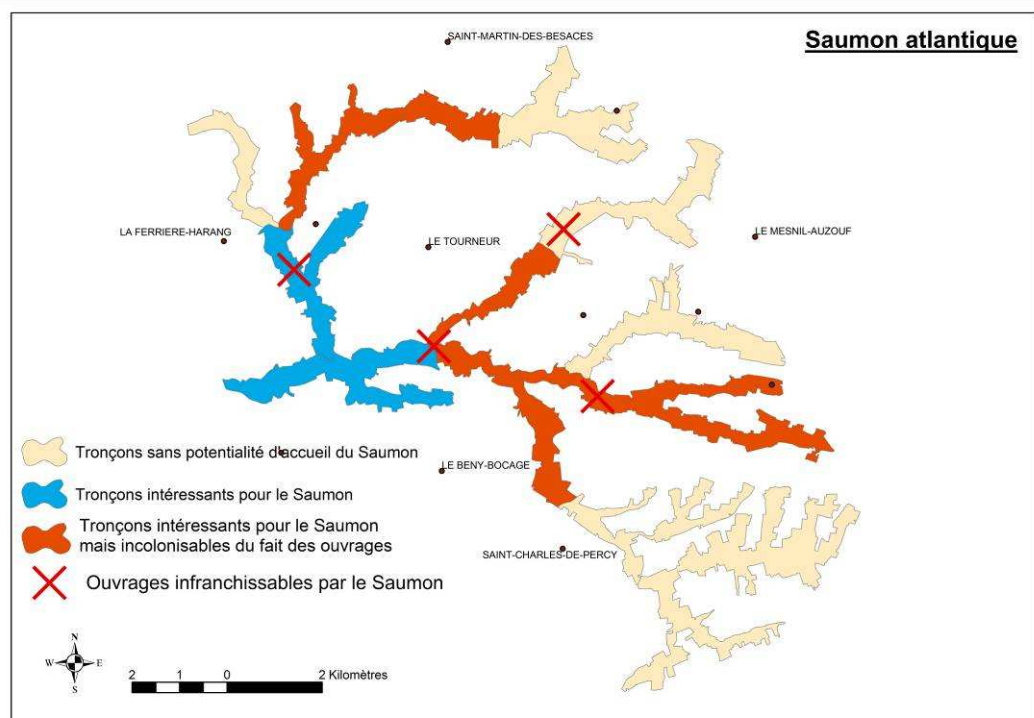 SAINT-MARTIN-DES-BESACES
Saumon atlantique
LA FERRIERE-HARANG
LE TOURNEUR
LE MESNIL-AUZOUF
Tronçons sans potentialité d'accueil du Saumon
LE BENY-BOCAGE
Tronçons intéressants pour le Saumon
Tronçons intéressants pour le Saumon
mais incolonisables du fait des ouvrages
SAINT-CHARLES-DE-PERCY
Ouvrages infranchissables par le Saumon
N
W E
S
2 1 0 2 Kilomètres